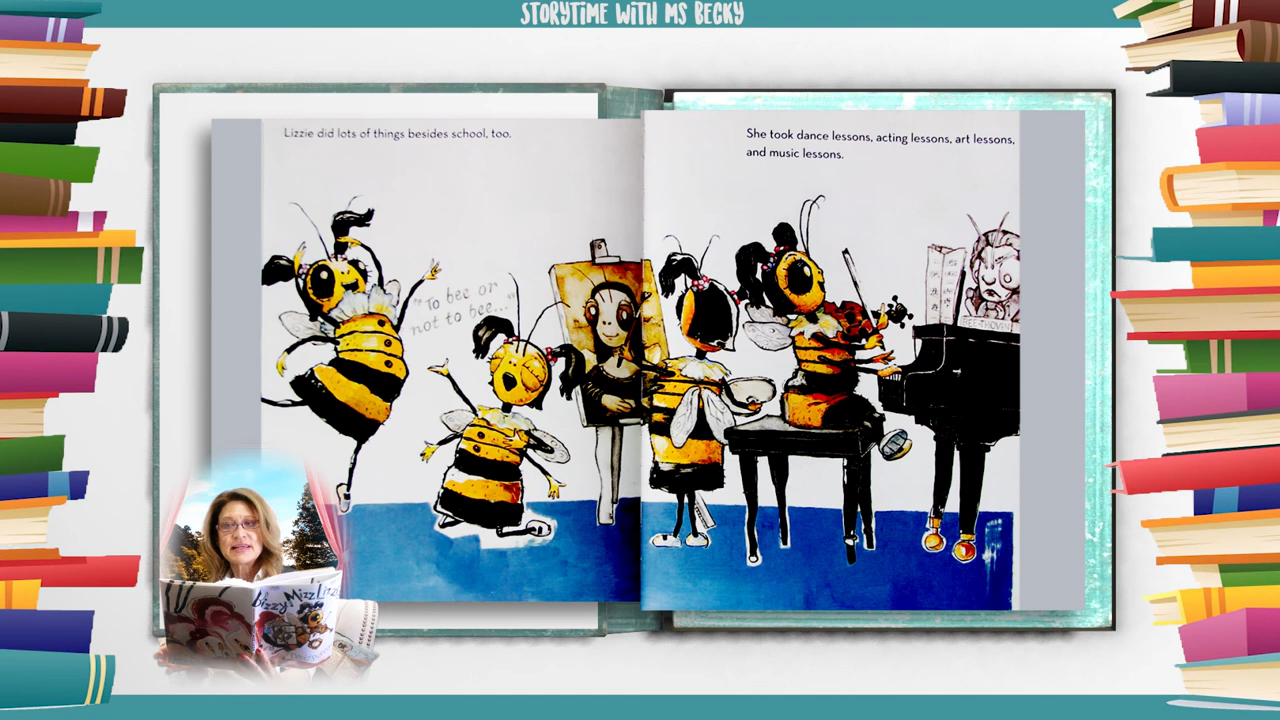 STORYTIME WITH MS BECKY
Lizzie did lots of things besides school, too.
She took dance lessons, acting lessons, art lessons,
and music lessons.
"To bee or
not to bee..."
BEE-THOVEN
Bizzy Mizz Lizzie